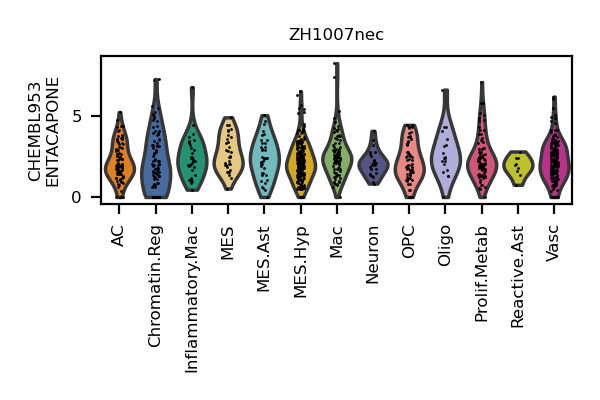 ZH1007nec
CHEMBL953
ENTACAPONE
5
0
AC
Chromatin.Reg
Inflammatory.Mac
MES
MES.Ast
MES.Hyp
Mac
Neuron
OPC
Oligo
Prolif.Metab
Reactive.Ast
Vasc